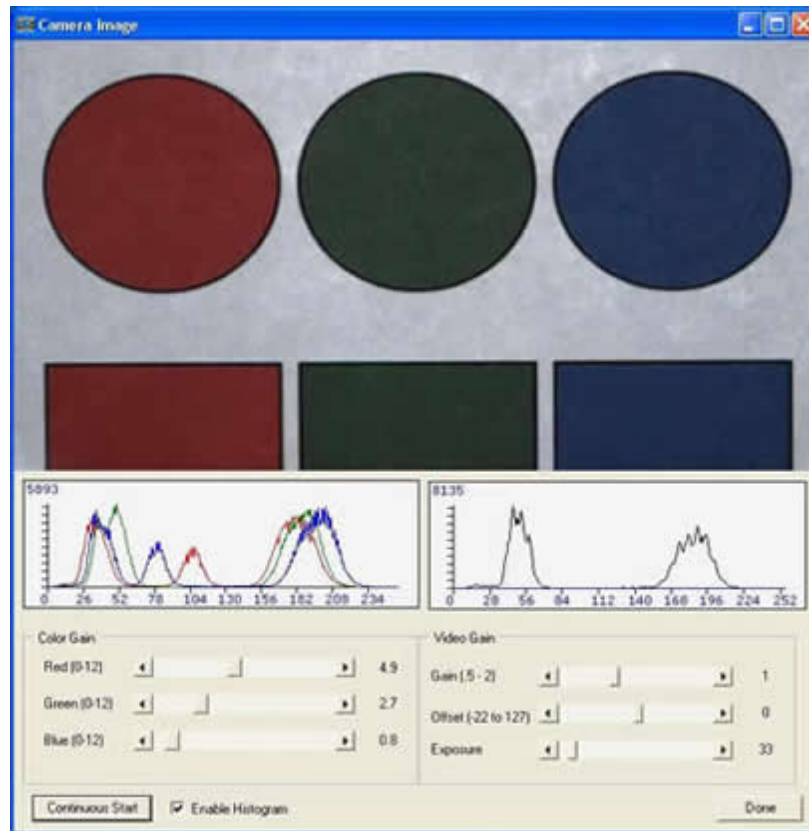 Camera Image
5893
0 26 52 78 104 130 156 182 208 234
8135
0 28 56 84 112 140 168 196 224 252
Color Gain
Red (0-12) 4.9
Green (0-12) 2.7
Blue (0-12) 0.8
Video Gain
Gain (.5 - 2) 1
Offset (-22 to 127) 0
Exposure 33
Continuous Start
Enable Histogram
Done